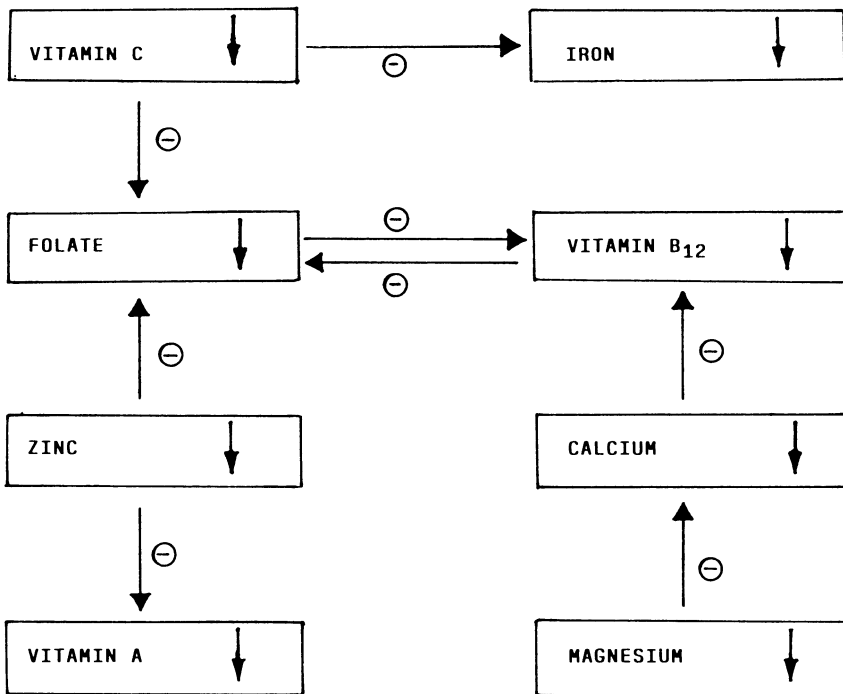 VITAMIN C
IRON
FOLATE
VITAMIN B12
ZINC
CALCIUM
VITAMIN A
MAGNESIUM